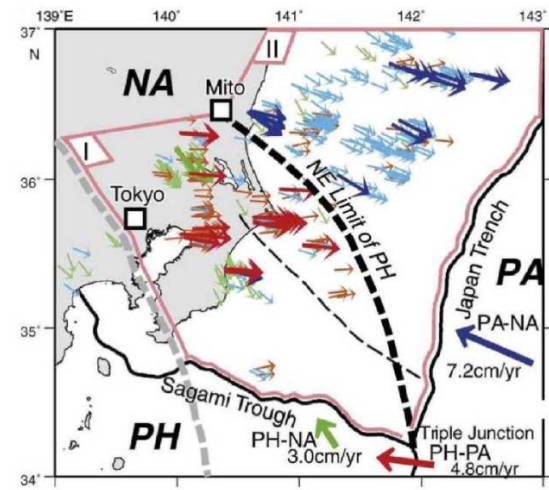 139°E 140° 141° 142° 143°
37°
N
II
NA
Mito
I
36°
Tokyo
NE Limit of PH
Japan Trench
PA
35°
PA-NA
7.2cm/yr
Sagami Trough
Triple Junction
PH
PH-NA
PH-PA
3.0cm/yr
4.8cm/yr
34°